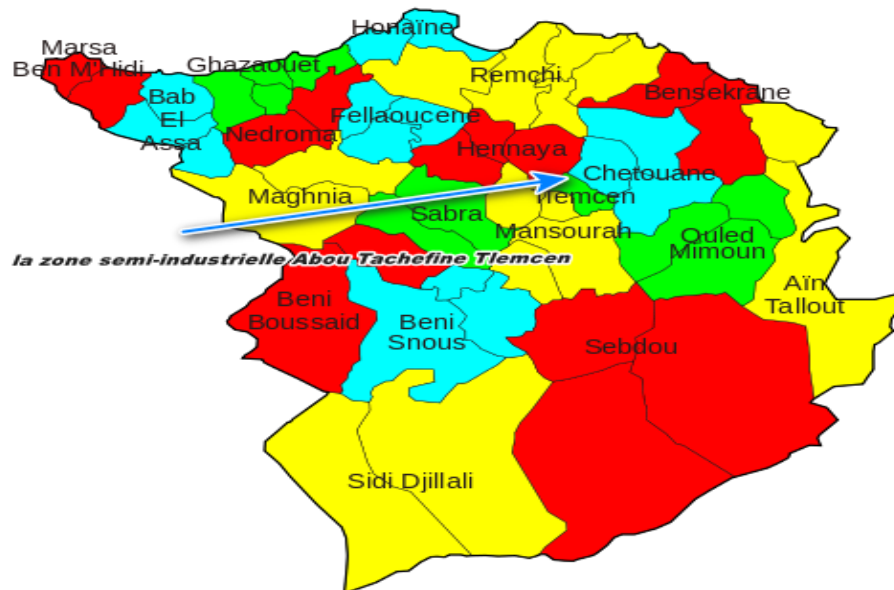 Honaïne
Marsa
Ben M'Hidi
Ghazaouet
Remchi
Bab
El
Assa
Bensekrane
Fellaoucene
Nedroma
Hennaya
Chetouane
Maghnia
Tlemcen
Sabra
Mansourah
Ouled
Mimoun
la zone semi-industrielle Abou Tachefine Tlemcen
Aïn
Tallout
Beni
Boussaid
Beni
Snous
Sebdou
Sidi Djillali